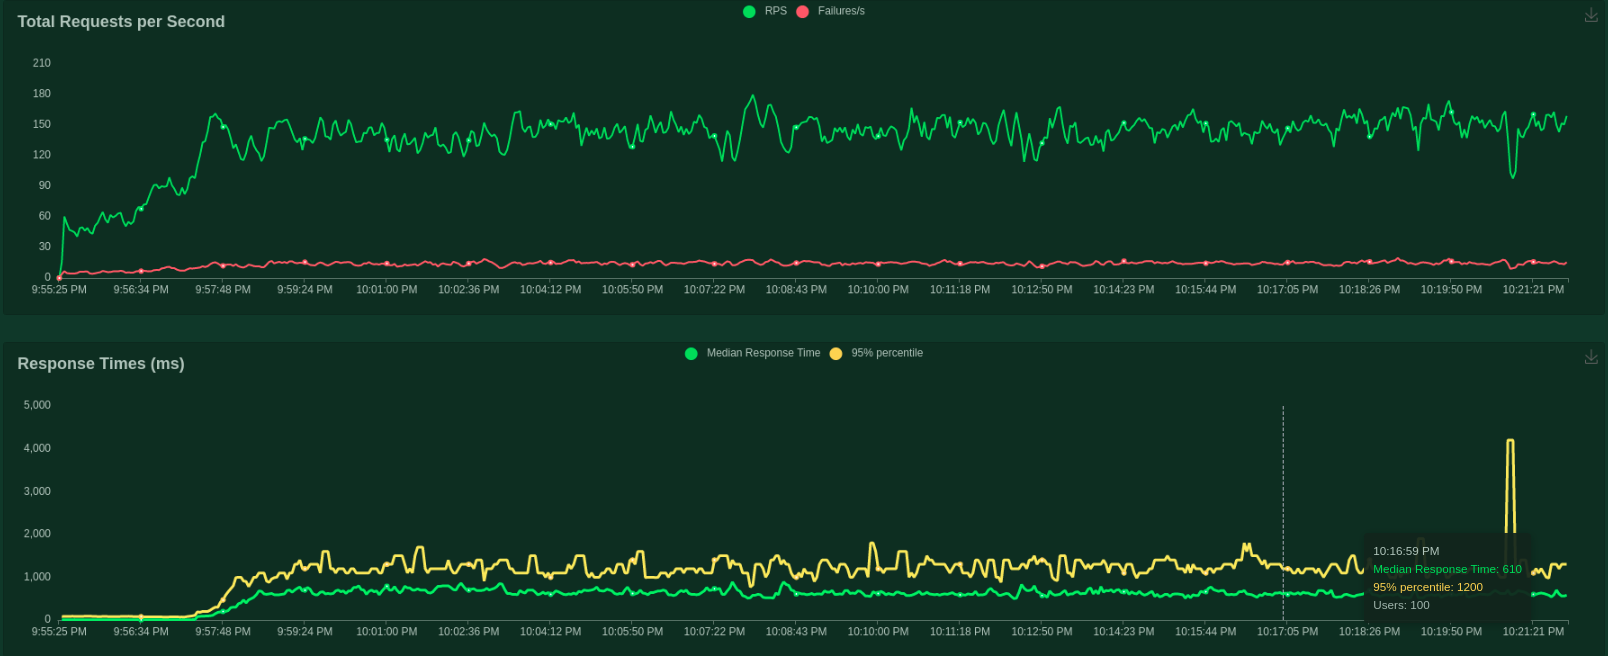 Total Requests per Second
RPS Failures/s
210
180
150
120
90
60
30
0
9:55:25 PM 9:56:34 PM 9:57:48 PM 9:59:24 PM 10:01:00 PM 10:02:36 PM 10:04:12 PM 10:05:50 PM 10:07:22 PM 10:08:43 PM 10:10:00 PM 10:11:18 PM 10:12:50 PM 10:14:23 PM 10:15:44 PM 10:17:05 PM 10:18:26 PM 10:19:50 PM 10:21:21 PM
Response Times (ms)
Median Response Time 95% percentile
5,000
4,000
3,000
2,000
1,000
0
10:16:59 PM
Median Response Time: 610
95% percentile: 1200
Users: 100
9:55:25 PM 9:56:34 PM 9:57:48 PM 9:59:24 PM 10:01:00 PM 10:02:36 PM 10:04:12 PM 10:05:50 PM 10:07:22 PM 10:08:43 PM 10:10:00 PM 10:11:18 PM 10:12:50 PM 10:14:23 PM 10:15:44 PM 10:17:05 PM 10:18:26 PM 10:19:50 PM 10:21:21 PM